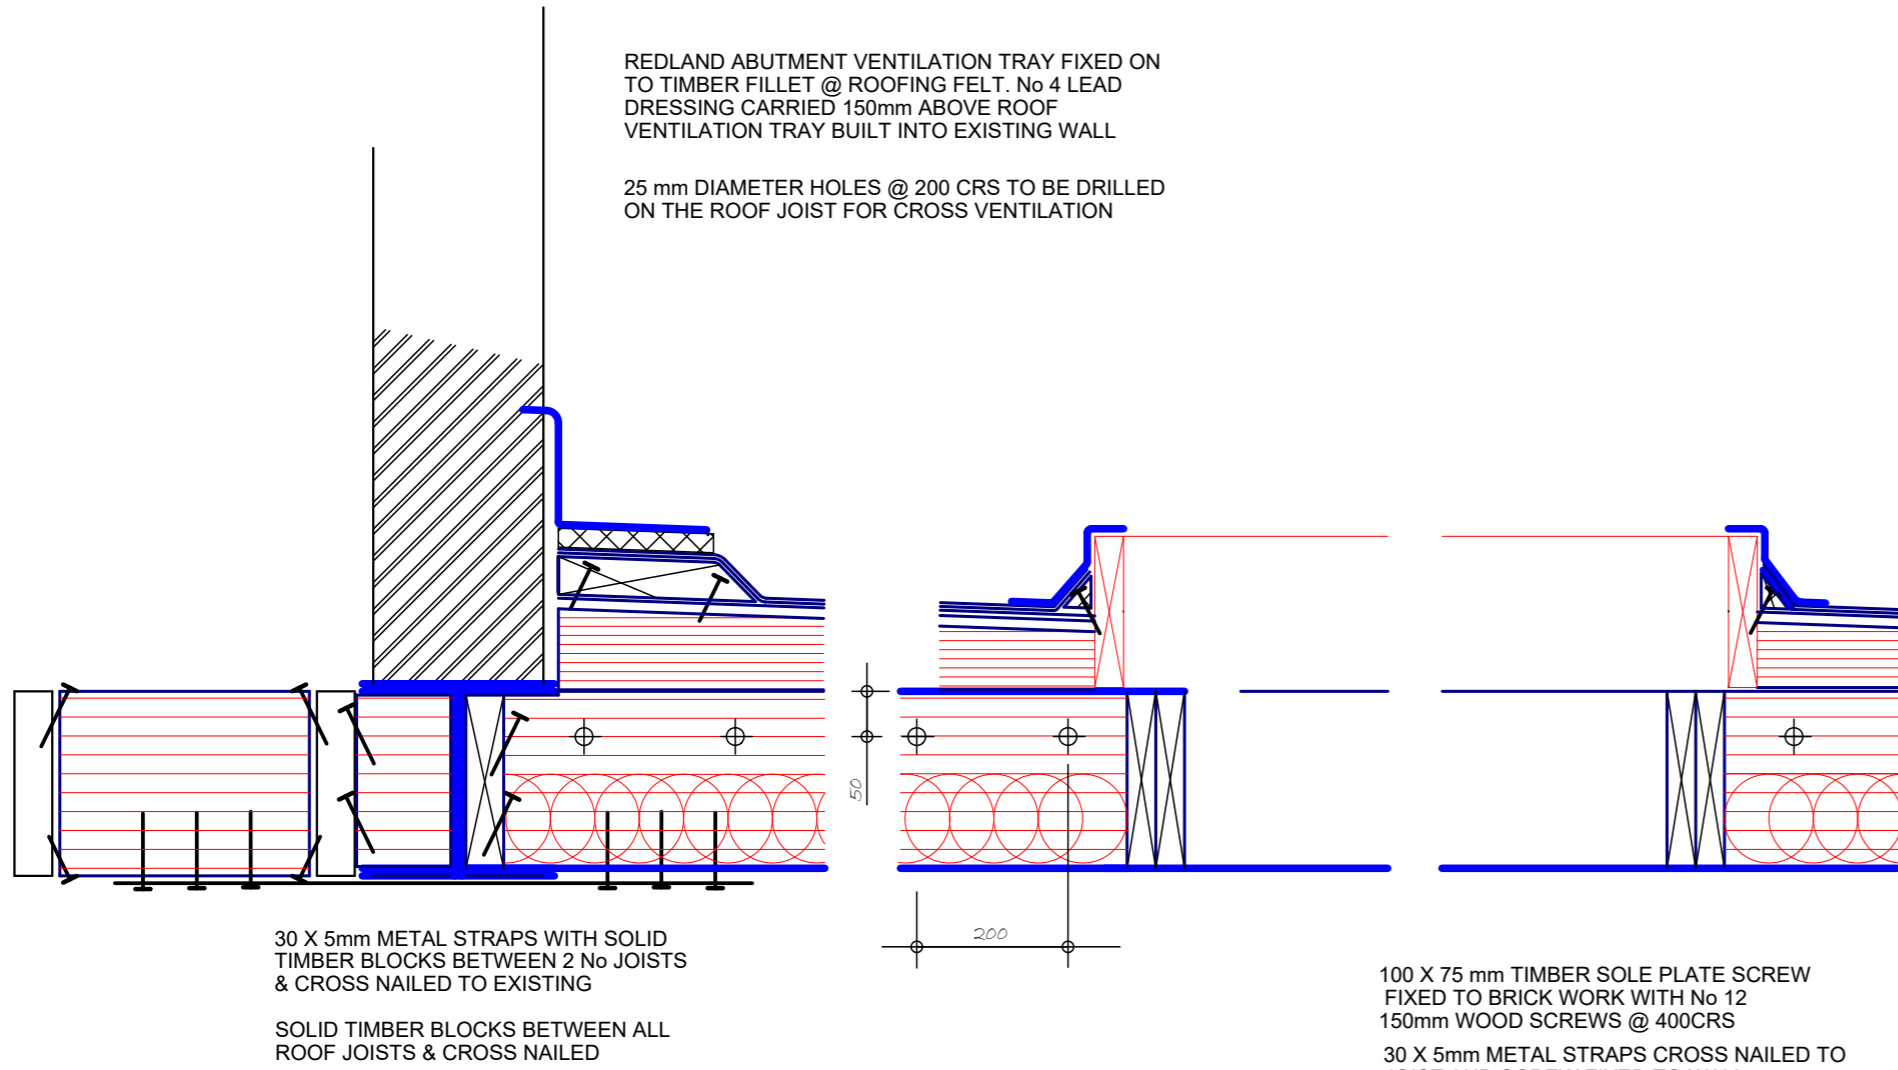 REDLAND ABUTMENT VENTILATION TRAY FIXED ON
TO TIMBER FILLET @ ROOFING FELT. No 4 LEAD
DRESSING CARRIED 150mm ABOVE ROOF
VENTILATION TRAY BUILT INTO EXISTING WALL
25 mm DIAMETER HOLES @ 200 CRS TO BE DRILLED
ON THE ROOF JOIST FOR CROSS VENTILATION
50
200
30 X 5mm METAL STRAPS WITH SOLID
TIMBER BLOCKS BETWEEN 2 No JOISTS
& CROSS NAILED TO EXISTING
SOLID TIMBER BLOCKS BETWEEN ALL
ROOF JOISTS & CROSS NAILED
100 X 75 mm TIMBER SOLE PLATE SCREW
FIXED TO BRICK WORK WITH No 12
150mm WOOD SCREWS @ 400CRS
30 X 5mm METAL STRAPS CROSS NAILED TO